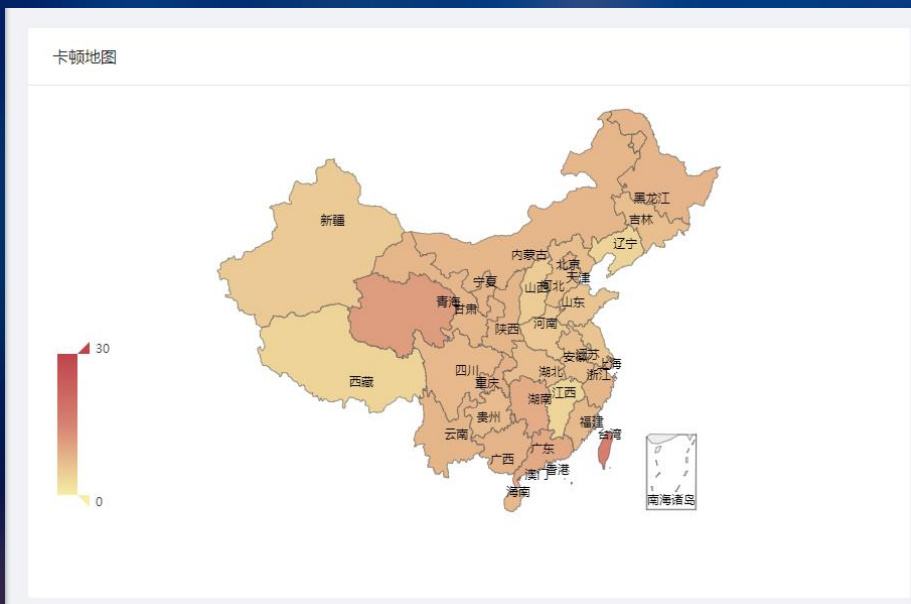 卡顿地图
黑龙江
吉林
新疆
辽宁
内蒙古
北京
天津
宁夏
山西
河北
青海
甘肃
山东
河南
陕西
30
安徽
江苏
上海
四川
湖北
浙江
西藏
重庆
江西
湖南
贵州
福建
云南
台湾
广东
广西
香港
澳门
海南
南海诸岛
0